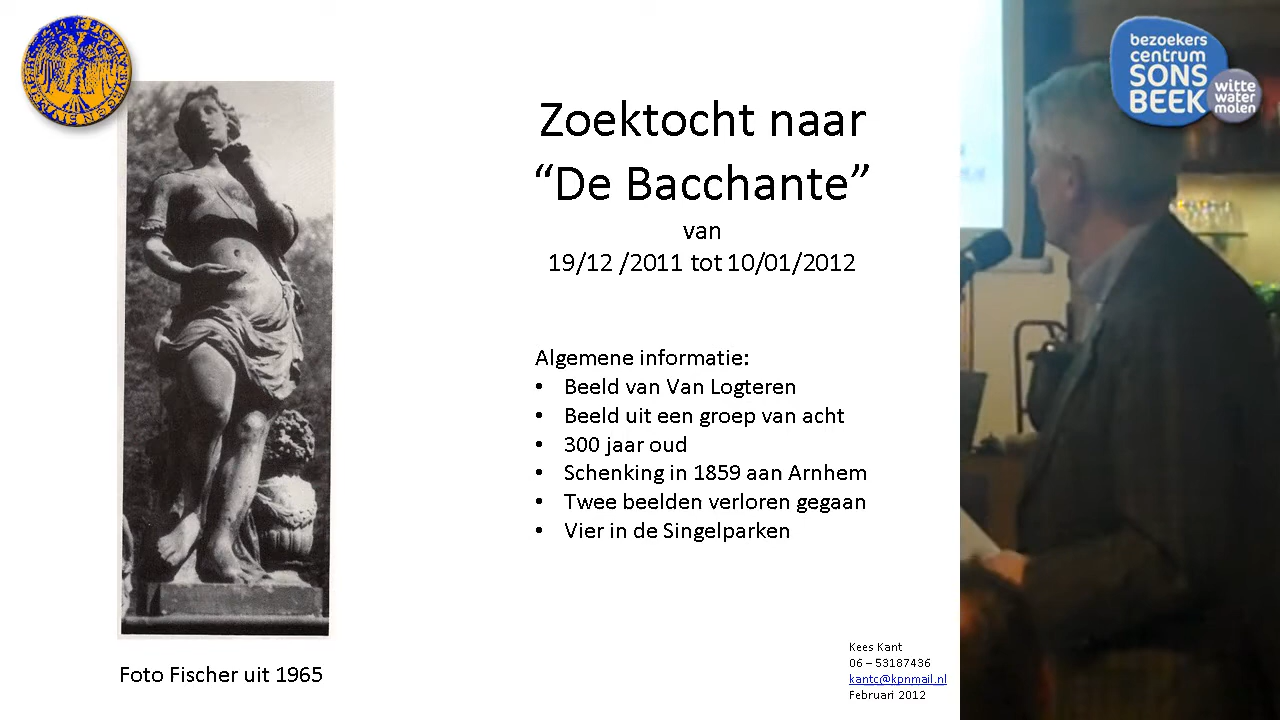 Zoektocht naar
“De Bacchante”
van
19/12 /2011 tot 10/01/2012
Algemene informatie:
• Beeld van Van Logteren
• Beeld uit een groep van acht
• 300 jaar oud
• Schenking in 1859 aan Arnhem
• Twee beelden verloren gegaan
• Vier in de Singelparken
Foto Fischer uit 1965
Kees Kant
06 – 53187436
kantc@kpnmail.nl
Februari 2012
bezoekers
centrum
SONS
BEEK
witte
water
molen